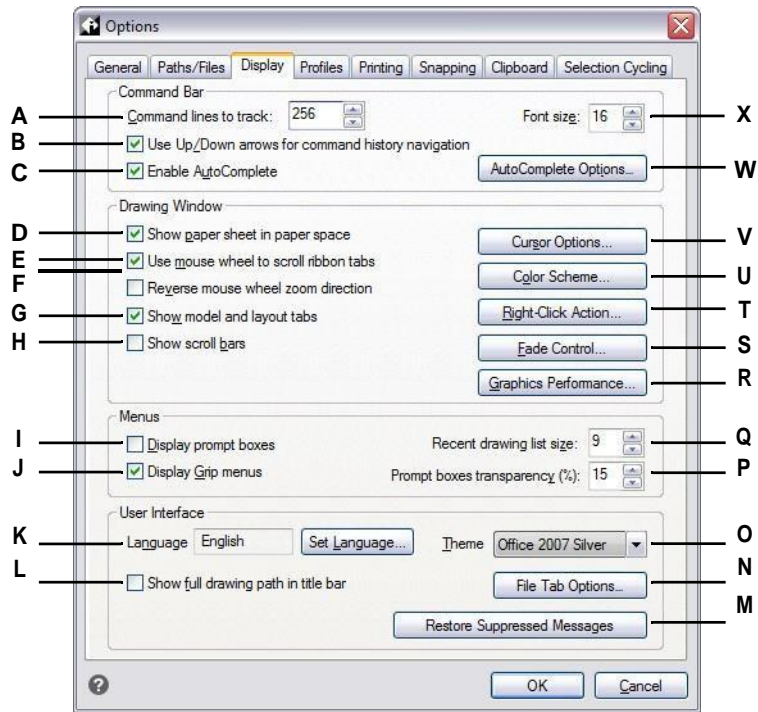 Options
General Paths/Files Display Profiles Printing Snapping Clipboard Selection Cycling
Command Bar
A Command lines to track: 256 Font size: 16 X
B Use Up/Down arrows for command history navigation
C Enable AutoComplete AutoComplete Options... W
Drawing Window
D Show paper sheet in paper space Cursor Options... V
E Use mouse wheel to scroll ribbon tabs Color Scheme... U
F Reverse mouse wheel zoom direction
G Show model and layout tabs Right-Click Action... T
H Show scroll bars Fade Control... S
Graphics Performance... R
Menus
I Display prompt boxes Recent drawing list size: 9 Q
J Display Grip menus Prompt boxes transparency (%): 15 P
User Interface
K Language English Set Language... Theme Office 2007 Silver O
L Show full drawing path in title bar File Tab Options... N
Restore Suppressed Messages M
? OK Cancel